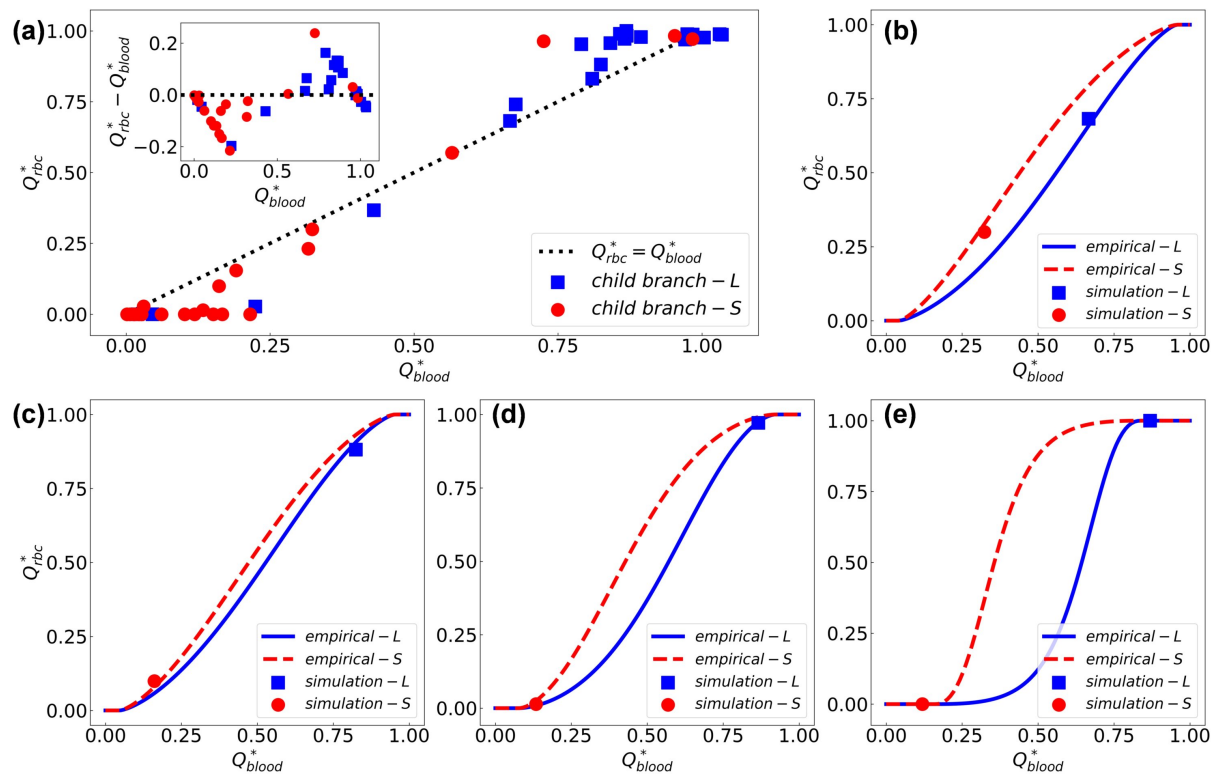 (a)
0.2
0.0
−0.2
Q*rbc − Q*blood
0.0
0.5
1.0
Q*blood
1.00
0.75
0.50
0.25
0.00
Q*rbc
Q*rbc = Q*blood
child branch − L
child branch − S
0.00
0.25
0.50
0.75
1.00
Q*blood
(b)
1.00
0.75
0.50
0.25
0.00
Q*rbc
empirical − L
empirical − S
simulation − L
simulation − S
0.00
0.25
0.50
0.75
1.00
Q*blood
(c)
1.00
0.75
0.50
0.25
0.00
Q*rbc
empirical − L
empirical − S
simulation − L
simulation − S
0.00
0.25
0.50
0.75
1.00
Q*blood
(d)
1.00
0.75
0.50
0.25
0.00
empirical − L
empirical − S
simulation − L
simulation − S
0.00
0.25
0.50
0.75
1.00
Q*blood
(e)
1.00
0.75
0.50
0.25
0.00
empirical − L
empirical − S
simulation − L
simulation − S
0.00
0.25
0.50
0.75
1.00
Q*blood